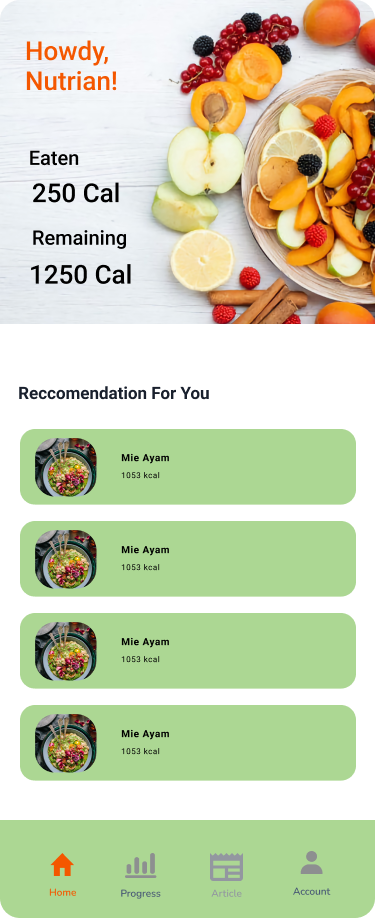 Howdy,
Nutrian!
Eaten
250 Cal
Remaining
1250 Cal
Reccomendation For You
Mie Ayam
1053 kcal
Mie Ayam
1053 kcal
Mie Ayam
1053 kcal
Mie Ayam
1053 kcal
Home Progress Article Account